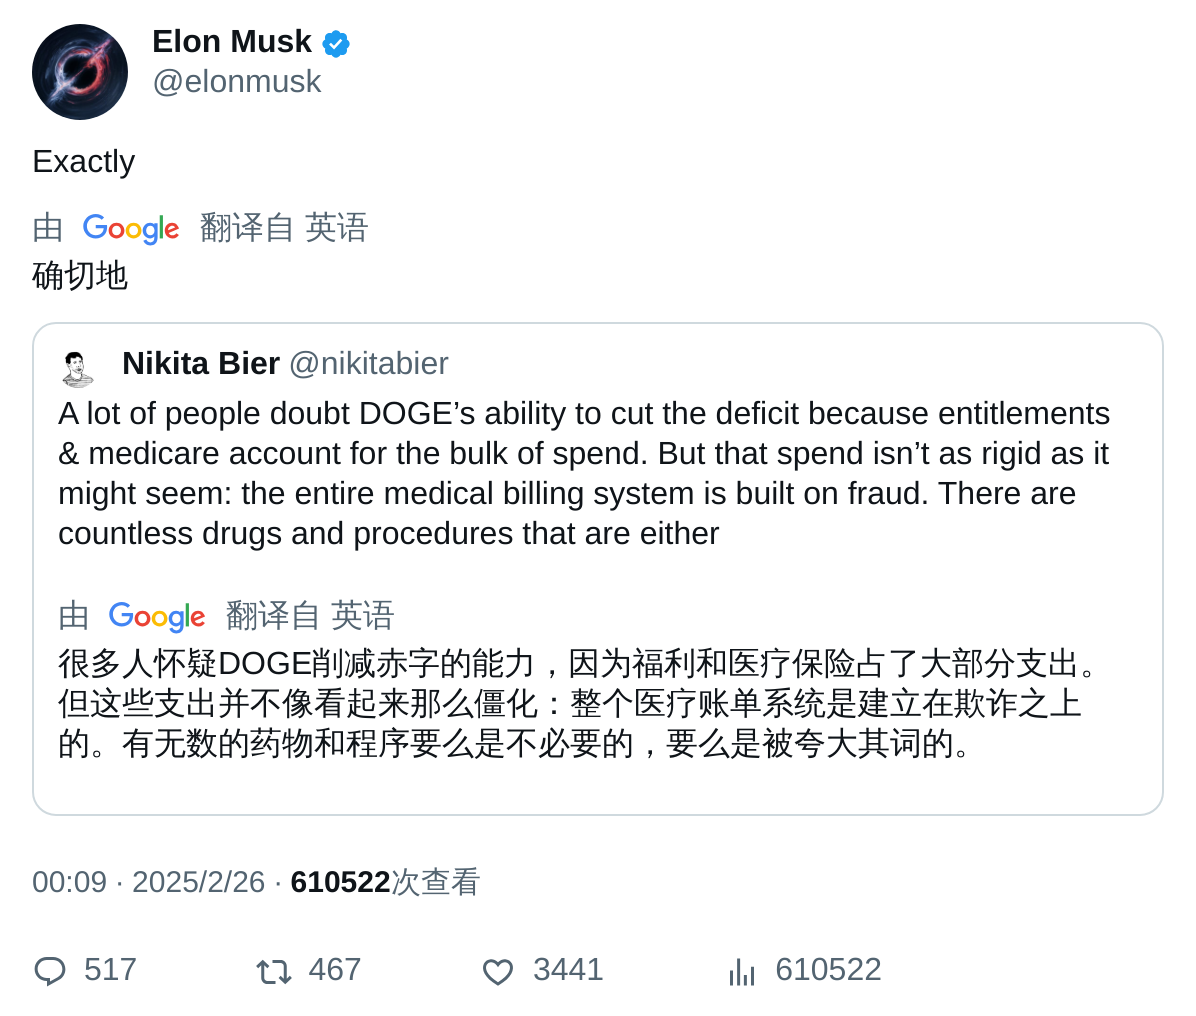 Elon Musk
@elonmusk
Exactly
由 Google 翻译自 英语
确切地
Nikita Bier @nikitabier
A lot of people doubt DOGE’s ability to cut the deficit because entitlements
& medicare account for the bulk of spend. But that spend isn’t as rigid as it
might seem: the entire medical billing system is built on fraud. There are
countless drugs and procedures that are either
由 Google 翻译自 英语
很多人怀疑DOGE削减赤字的能力，因为福利和医疗保险占了大部分支出。
但这些支出并不像看起来那么僵化：整个医疗账单系统是建立在欺诈之上
的。有无数的药物和程序要么是不必要的，要么是被夸大其词的。
00:09 · 2025/2/26 · 610522次查看
517 467 3441 610522